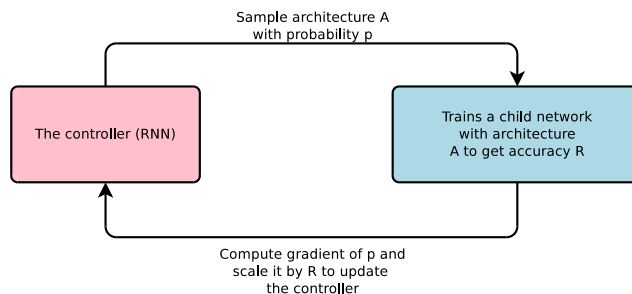 Sample architecture A
with probability p
The controller (RNN)
Trains a child network
with architecture
A to get accuracy R
Compute gradient of p and
scale it by R to update
the controller